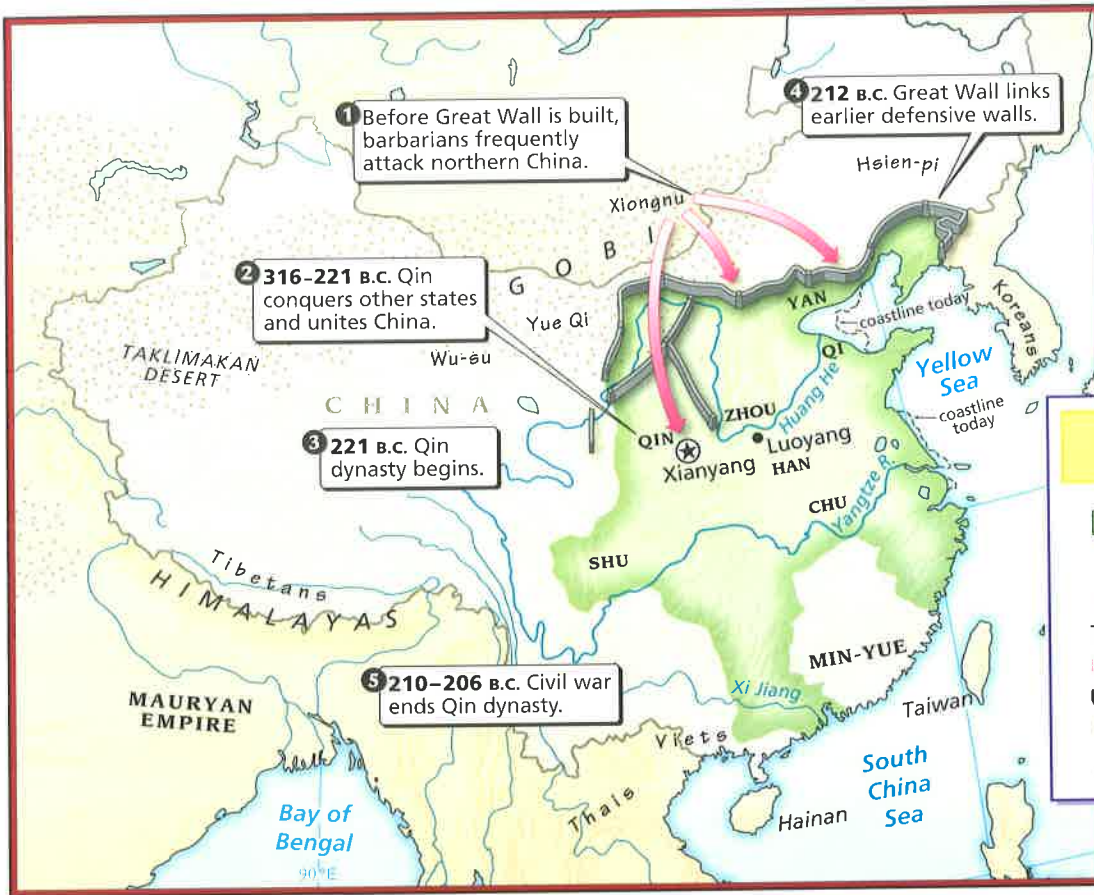 1 Before Great Wall is built,
barbarians frequently
attack northern China.
4 212 B.C. Great Wall links
earlier defensive walls.
Hsien-pi
Xiongnu
GOBI
2 316–221 B.C. Qin
conquers other states
and unites China.
Yue Qi
Wu-su
TAKLIMAKAN
DESERT
CHINA
YAN
coastline today
Koreans
QI
Yellow
Sea
coastline
today
Huang He
ZHOU
QIN
Luoyang
Xianyang
HAN
3 221 B.C. Qin
dynasty begins.
CHU
Yangtze R.
SHU
Tibetans
HIMALAYAS
MIN-YUE
5 210–206 B.C. Civil war
ends Qin dynasty.
Xi Jiang
MAURYAN
EMPIRE
Taiwan
Viets
South
China
Sea
Thais
Hainan
Bay of
Bengal
90°E